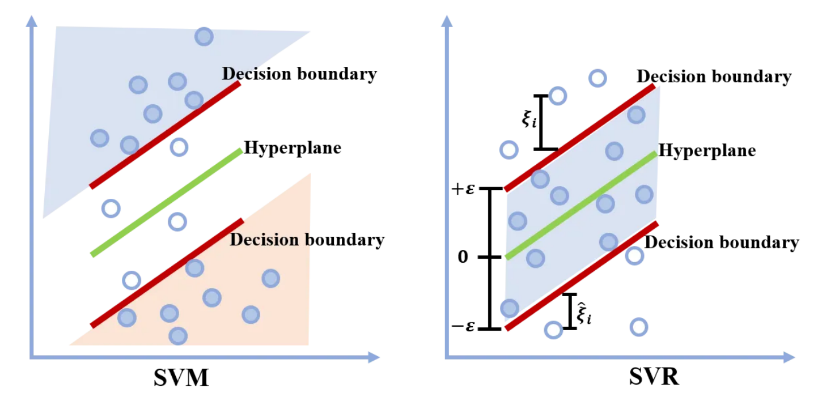 Decision boundary
Hyperplane
Decision boundary
SVM
Decision boundary
ξᵢ
Hyperplane
+ε
0
Decision boundary
−ε
ξ̂ᵢ
SVR